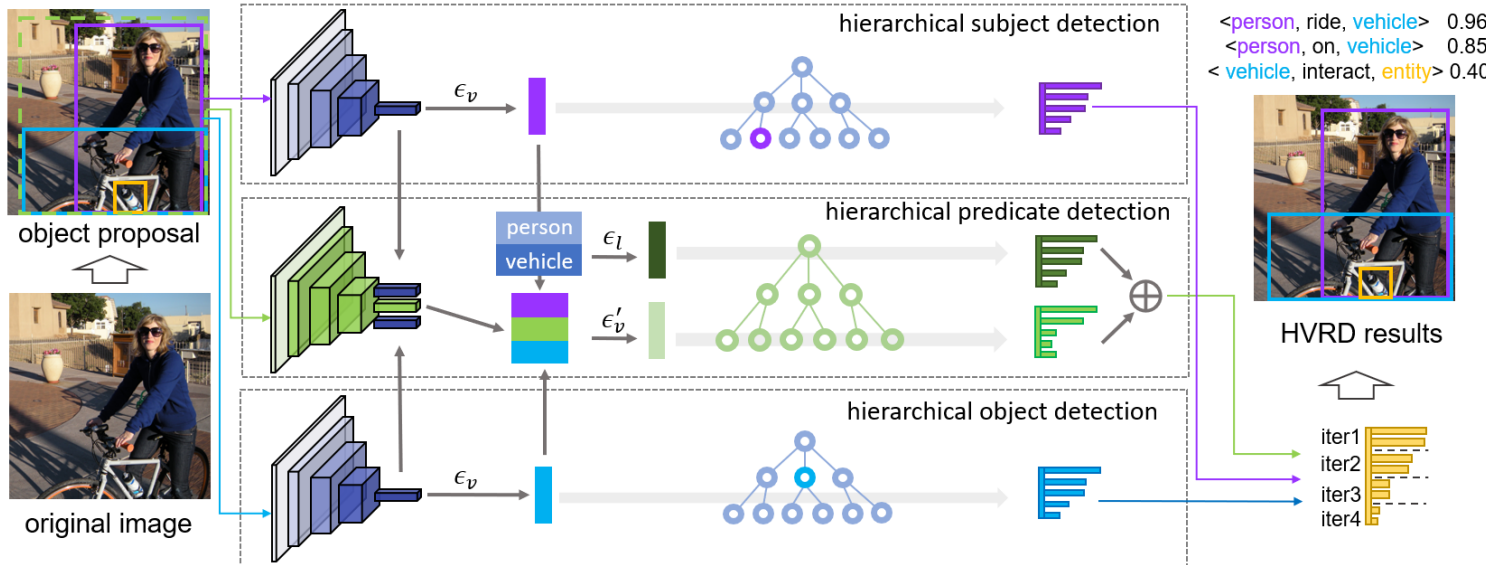 hierarchical subject detection
<person, ride, vehicle> 0.96
<person, on, vehicle> 0.85
< vehicle, interact, entity> 0.40
ϵv
object proposal
hierarchical predicate detection
person
vehicle
ϵl
ϵ′v
HVRD results
original image
hierarchical object detection
ϵv
iter1
iter2
iter3
iter4